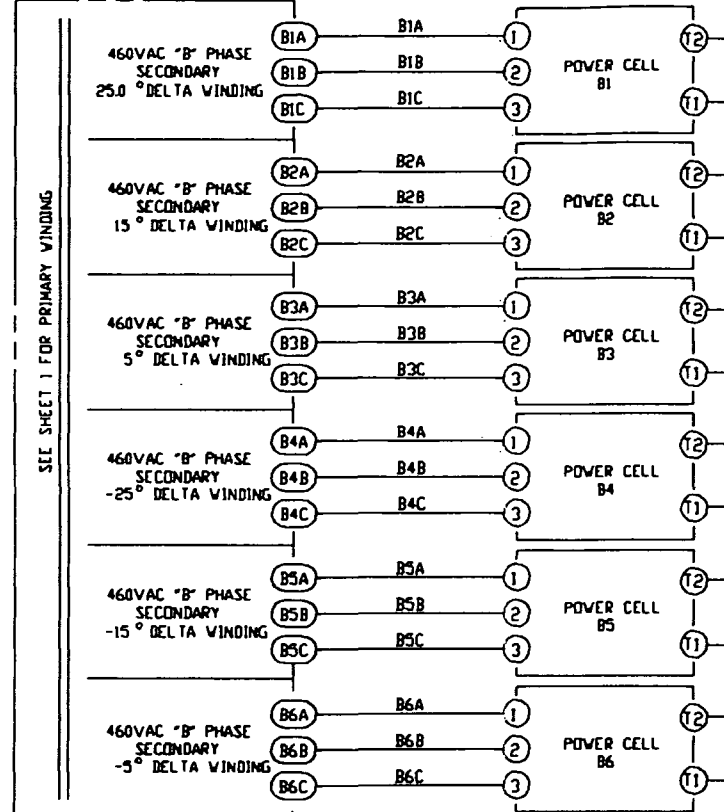 SEE SHEET 1 FOR PRIMARY WINDING
460VAC "B" PHASE
SECONDARY
25.0 ° DELTA WINDING
B1A B1A 1
B1B B1B 2
B1C B1C 3
POWER CELL
B1
T2
T1
460VAC "B" PHASE
SECONDARY
15 ° DELTA WINDING
B2A B2A 1
B2B B2B 2
B2C B2C 3
POWER CELL
B2
T2
T1
460VAC "B" PHASE
SECONDARY
5° DELTA WINDING
B3A B3A 1
B3B B3B 2
B3C B3C 3
POWER CELL
B3
T2
T1
460VAC "B" PHASE
SECONDARY
-25° DELTA WINDING
B4A B4A 1
B4B B4B 2
B4C B4C 3
POWER CELL
B4
T2
T1
460VAC "B" PHASE
SECONDARY
-15 ° DELTA WINDING
B5A B5A 1
B5B B5B 2
B5C B5C 3
POWER CELL
B5
T2
T1
460VAC "B" PHASE
SECONDARY
-5° DELTA WINDING
B6A B6A 1
B6B B6B 2
B6C B6C 3
POWER CELL
B6
T2
T1